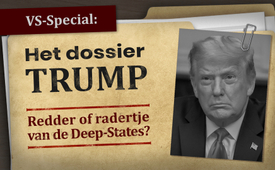 VS-Special:
Het dossier
TRUMP
Redder of radertje
van de Deep-States?